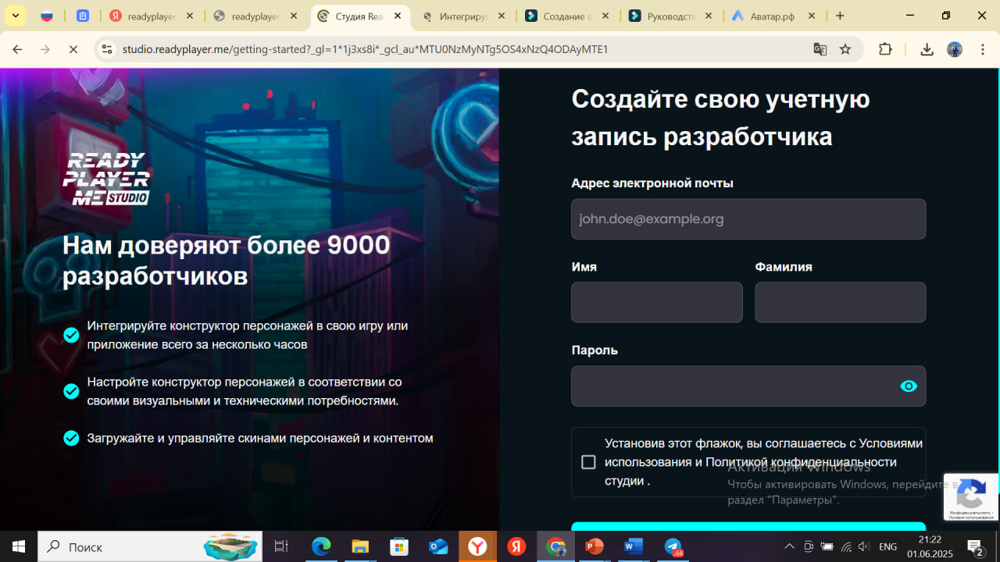 readyplayer
readyplayer
Студия Rea
Интегриру
Создание в
Руководств
Аватар.рф
studio.readyplayer.me/getting-started?_gl=1*1j3xs8i*_gcl_au*MTU0NzMyNTg5OS4xNzQ4ODAyMTE1
READY
PLAYER
ME STUDIO
Нам доверяют более 9000
разработчиков
Интегрируйте конструктор персонажей в свою игру или
приложение всего за несколько часов
Настройте конструктор персонажей в соответствии со
своими визуальными и техническими потребностями.
Загружайте и управляйте скинами персонажей и контентом
Создайте свою учетную
запись разработчика
Адрес электронной почты
john.doe@example.org
Имя
Фамилия
Пароль
Установив этот флажок, вы соглашаетесь с Условиями
использования и Политикой конфиденциальности
студии .
Активация Windows
Чтобы активировать Windows, перейдите в
раздел "Параметры".
Конфиденциальность -
Условия использования
Поиск
66
ENG
21:22
01.06.2025
2